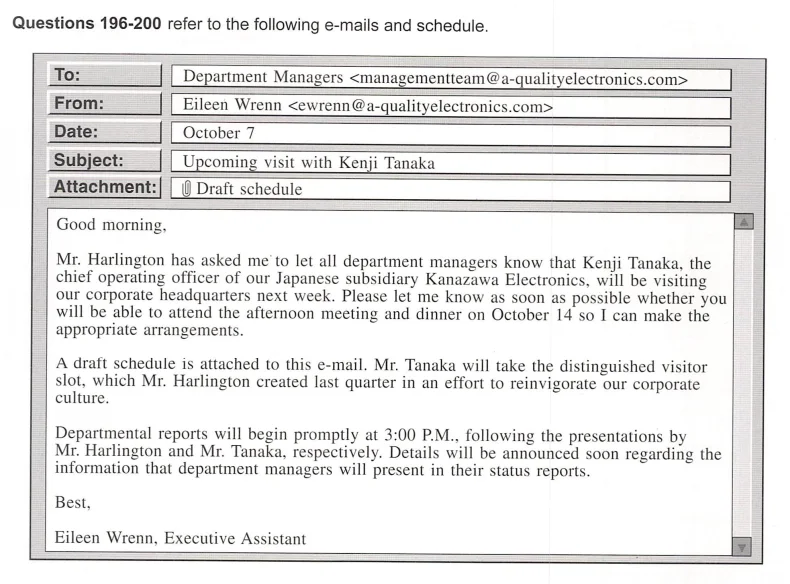 Questions 196-200 refer to the following e-mails and schedule.
To: Department Managers <managementteam@a-qualityelectronics.com>
From: Eileen Wrenn <ewrenn@a-qualityelectronics.com>
Date: October 7
Subject: Upcoming visit with Kenji Tanaka
Attachment: Draft schedule
Good morning,
Mr. Harlington has asked me to let all department managers know that Kenji Tanaka, the
chief operating officer of our Japanese subsidiary Kanazawa Electronics, will be visiting
our corporate headquarters next week. Please let me know as soon as possible whether you
will be able to attend the afternoon meeting and dinner on October 14 so I can make the
appropriate arrangements.
A draft schedule is attached to this e-mail. Mr. Tanaka will take the distinguished visitor
slot, which Mr. Harlington created last quarter in an effort to reinvigorate our corporate
culture.
Departmental reports will begin promptly at 3:00 P.M., following the presentations by
Mr. Harlington and Mr. Tanaka, respectively. Details will be announced soon regarding the
information that department managers will present in their status reports.
Best,
Eileen Wrenn, Executive Assistant